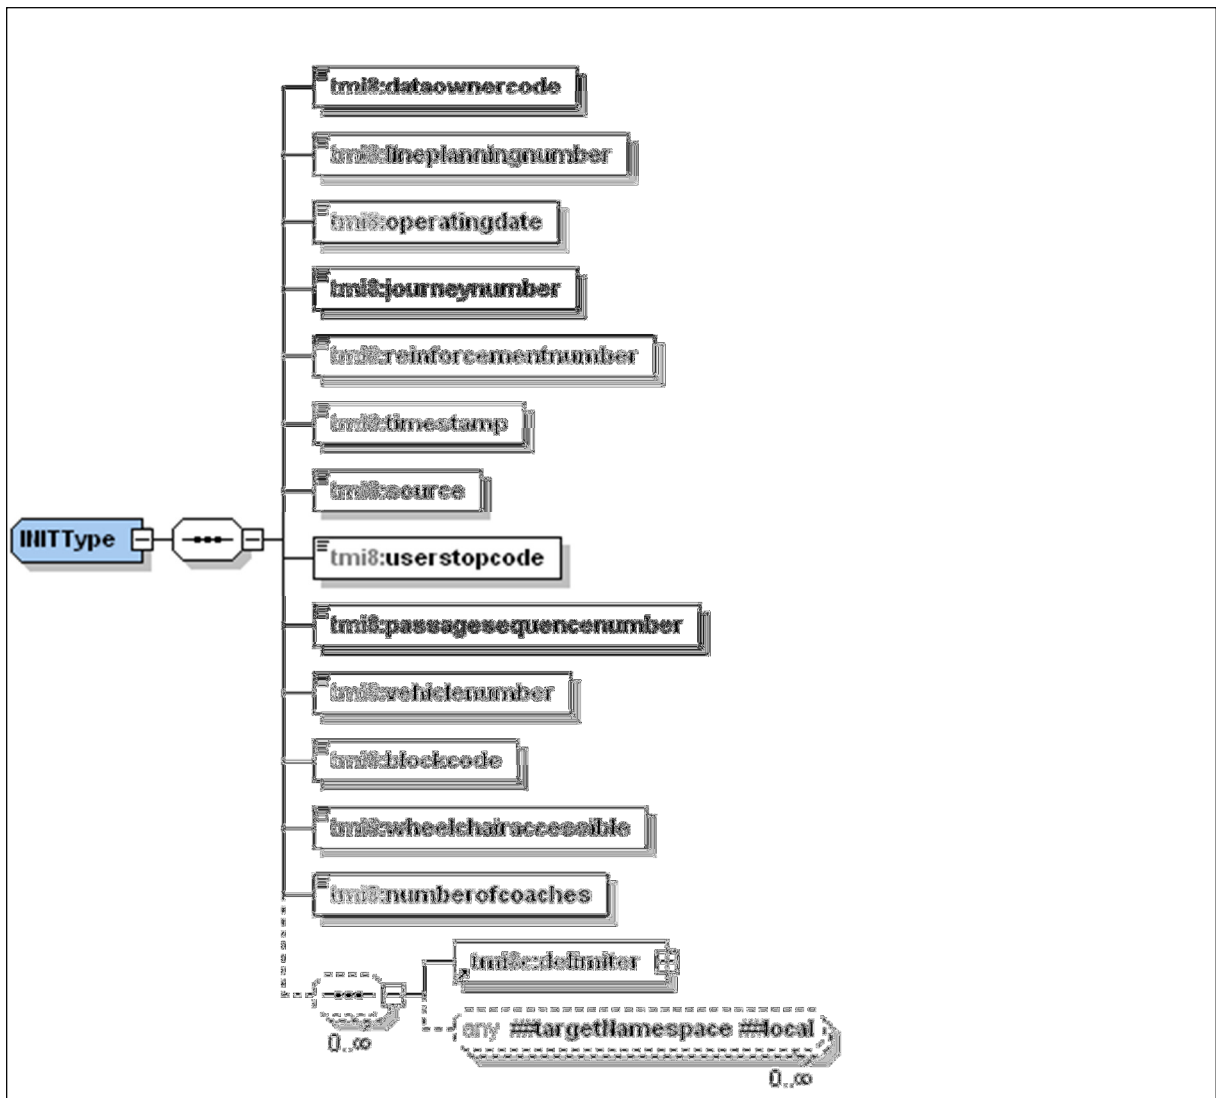 tmi8:dataownercode
tmi8:lineplanningnumber
tmi8:operatingdate
tmi8:journeynumber
tmi8:reinforcementnumber
tmi8:timestamp
tmi8:source
INITType
tmi8:userstopcode
tmi8:passagesequencenumber
tmi8:vehiclenumber
tmi8:blockcode
tmi8:wheelchairaccessible
tmi8:numberofcoaches
tmi8c:delimiter
any ##targetNamespace ##local
0..∞
0..∞